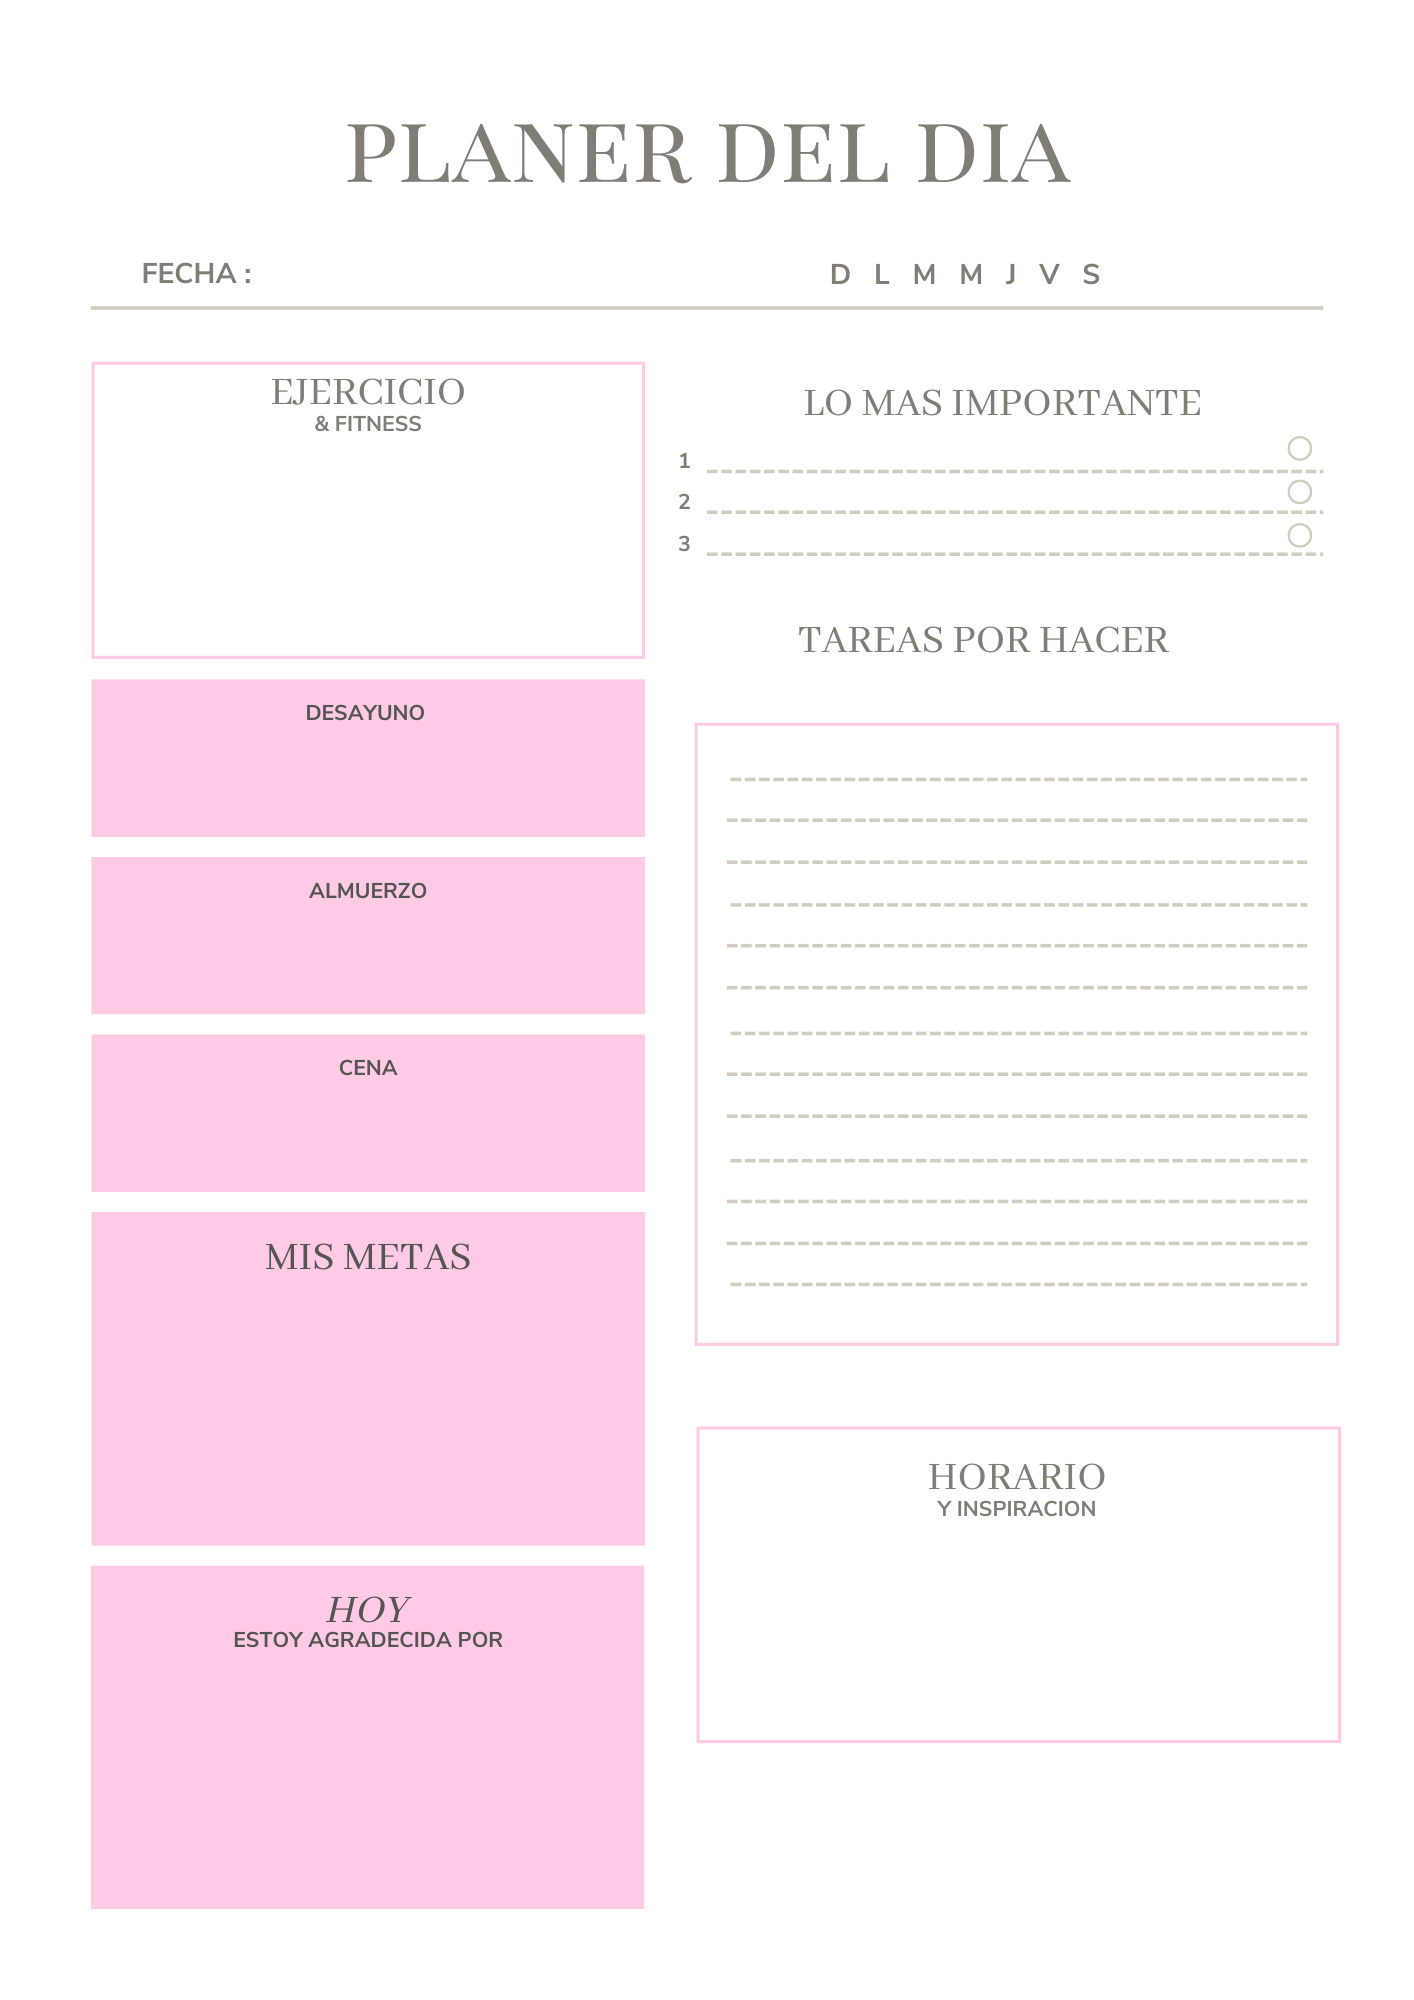 PLANER DEL DIA
FECHA :
D L M M J V S
EJERCICIO
& FITNESS
DESAYUNO
ALMUERZO
CENA
MIS METAS
HOY
ESTOY AGRADECIDA POR
LO MAS IMPORTANTE
1
2
3
TAREAS POR HACER
HORARIO
Y INSPIRACION